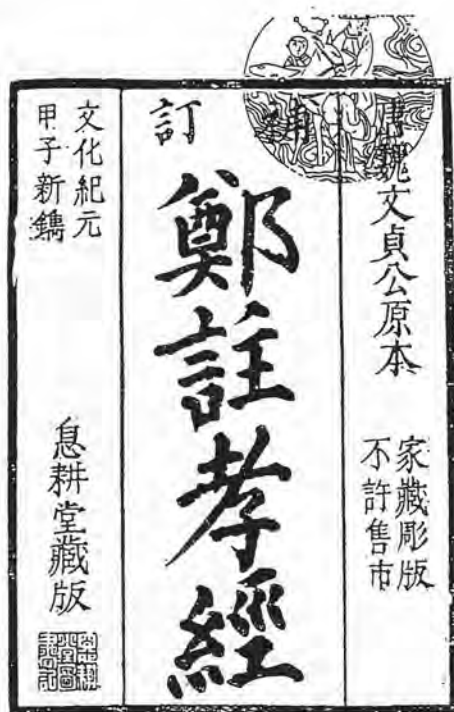 唐魏文貞公原本
家藏彫版
不許售市
補訂
鄭註孝經
文化紀元
甲子新鐫
息耕堂藏版